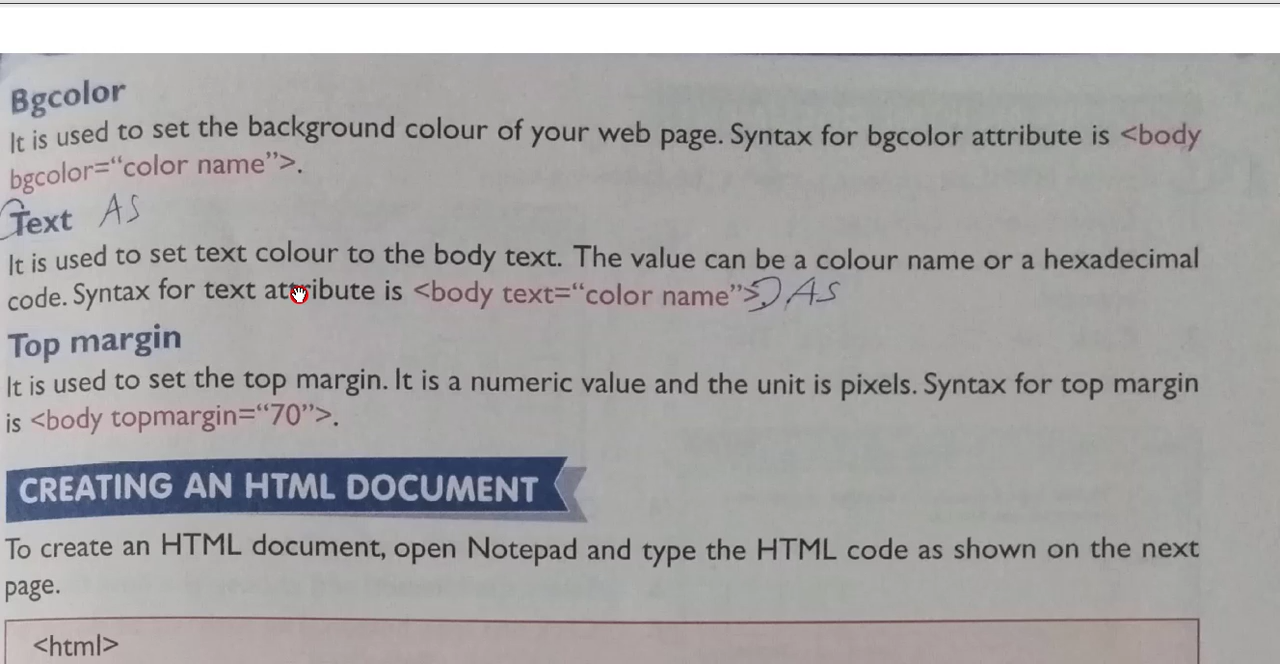 Bgcolor
It is used to set the background colour of your web page. Syntax for bgcolor attribute is <body
bgcolor=“color name”>.
Text AS
It is used to set text colour to the body text. The value can be a colour name or a hexadecimal
code. Syntax for text attribute is <body text=“color name”>. AS
Top margin
It is used to set the top margin. It is a numeric value and the unit is pixels. Syntax for top margin
is <body topmargin=“70”>.
CREATING AN HTML DOCUMENT
To create an HTML document, open Notepad and type the HTML code as shown on the next
page.
<html>